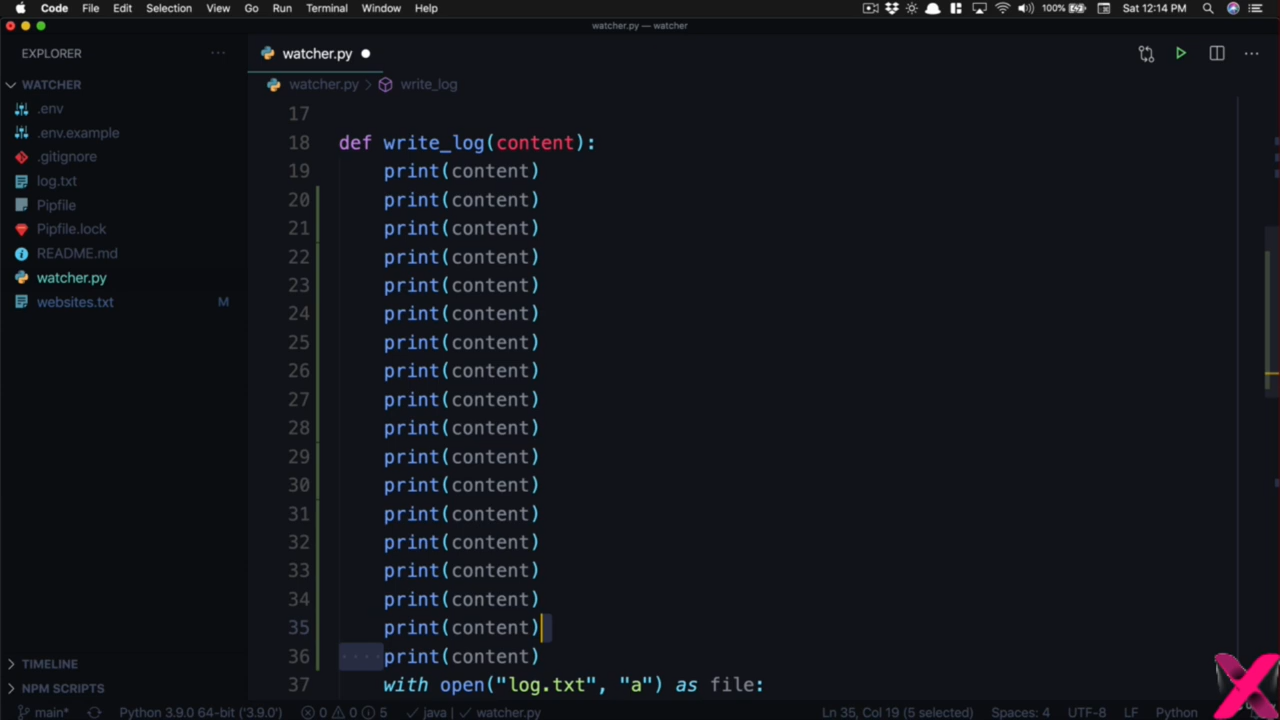 Code File Edit Selection View Go Run Terminal Window Help 100% Sat 12:14 PM
watcher.py — watcher
EXPLORER
watcher.py
WATCHER
watcher.py > write_log
.env
.env.example
.gitignore
log.txt
Pipfile
Pipfile.lock
README.md
watcher.py
websites.txt M
17
18 def write_log(content):
19 print(content)
20 print(content)
21 print(content)
22 print(content)
23 print(content)
24 print(content)
25 print(content)
26 print(content)
27 print(content)
28 print(content)
29 print(content)
30 print(content)
31 print(content)
32 print(content)
33 print(content)
34 print(content)
35 print(content)
36 print(content)
37 with open("log.txt", "a") as file:
TIMELINE
NPM SCRIPTS
main* Python 3.9.0 64-bit ('3.9.0') 0 0 5 java watcher.py Ln 35, Col 19 (5 selected) Spaces: 4 UTF-8 LF Python